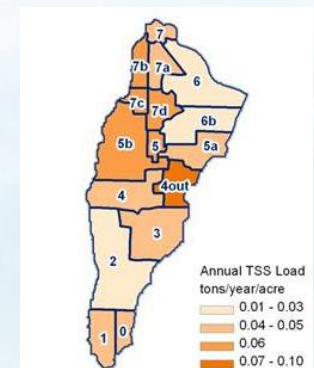 7
7b 7a
6
7c 7d
6b
5b 5 5a
4out
4
3
2
1 0
Annual TSS Load
tons/year/acre
0.01 - 0.03
0.04 - 0.05
0.06
0.07 - 0.10